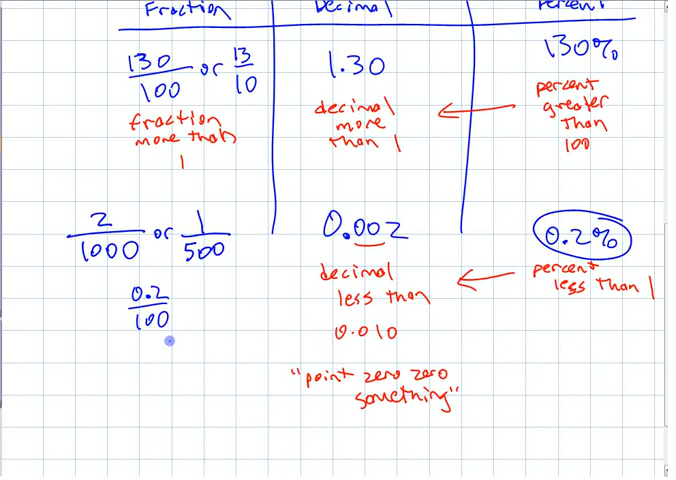 Fraction Decimal Percent
130/100 or 13/10 1.30 130%
fraction
more than
1
decimal
more
than 1
percent
greater
than
100
2/1000 or 1/500 0.002 0.2%
0.2/100
decimal
less than
0.010
percent
less than 1
"point zero zero
something"